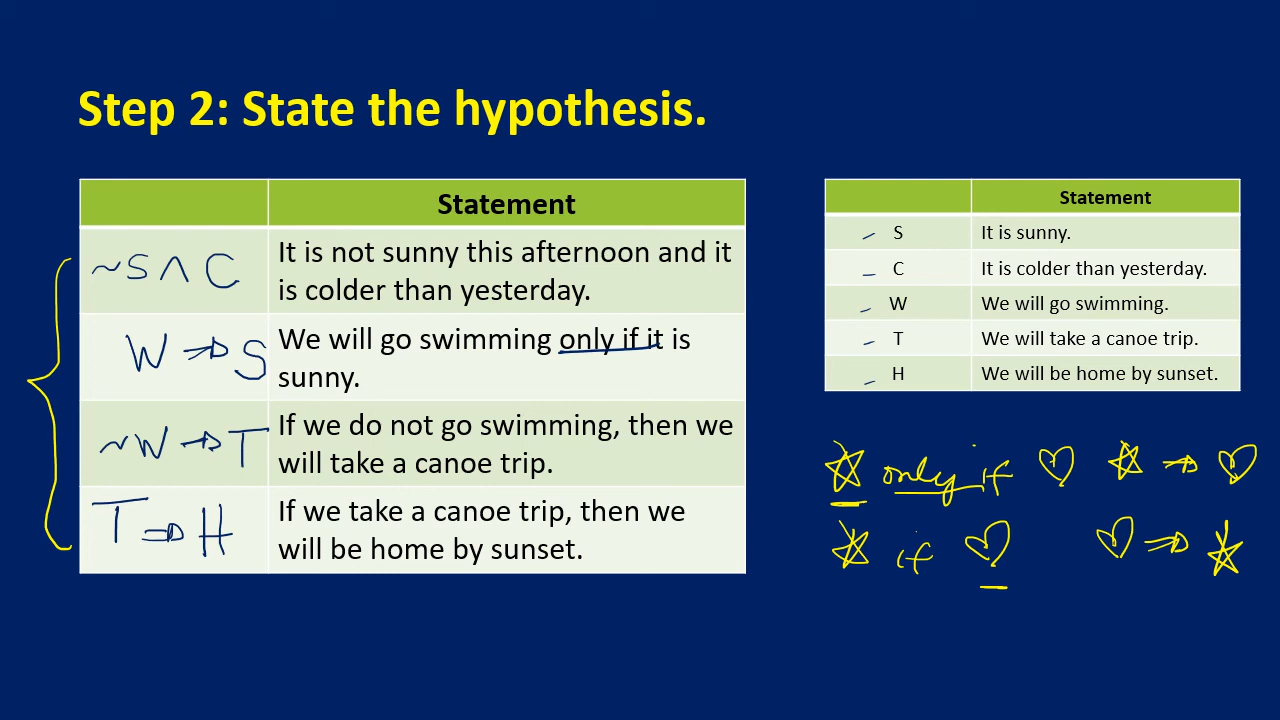 Step 2: State the hypothesis.
Statement
~S ∧ C
It is not sunny this afternoon and it
is colder than yesterday.
W ⇒ S
We will go swimming only if it is
sunny.
~W ⇒ T
If we do not go swimming, then we
will take a canoe trip.
T ⇒ H
If we take a canoe trip, then we
will be home by sunset.
Statement
S It is sunny.
C It is colder than yesterday.
W We will go swimming.
T We will take a canoe trip.
H We will be home by sunset.
☆ only if ♡ ☆ ⇒ ♡
☆ if ♡ ♡ ⇒ ☆